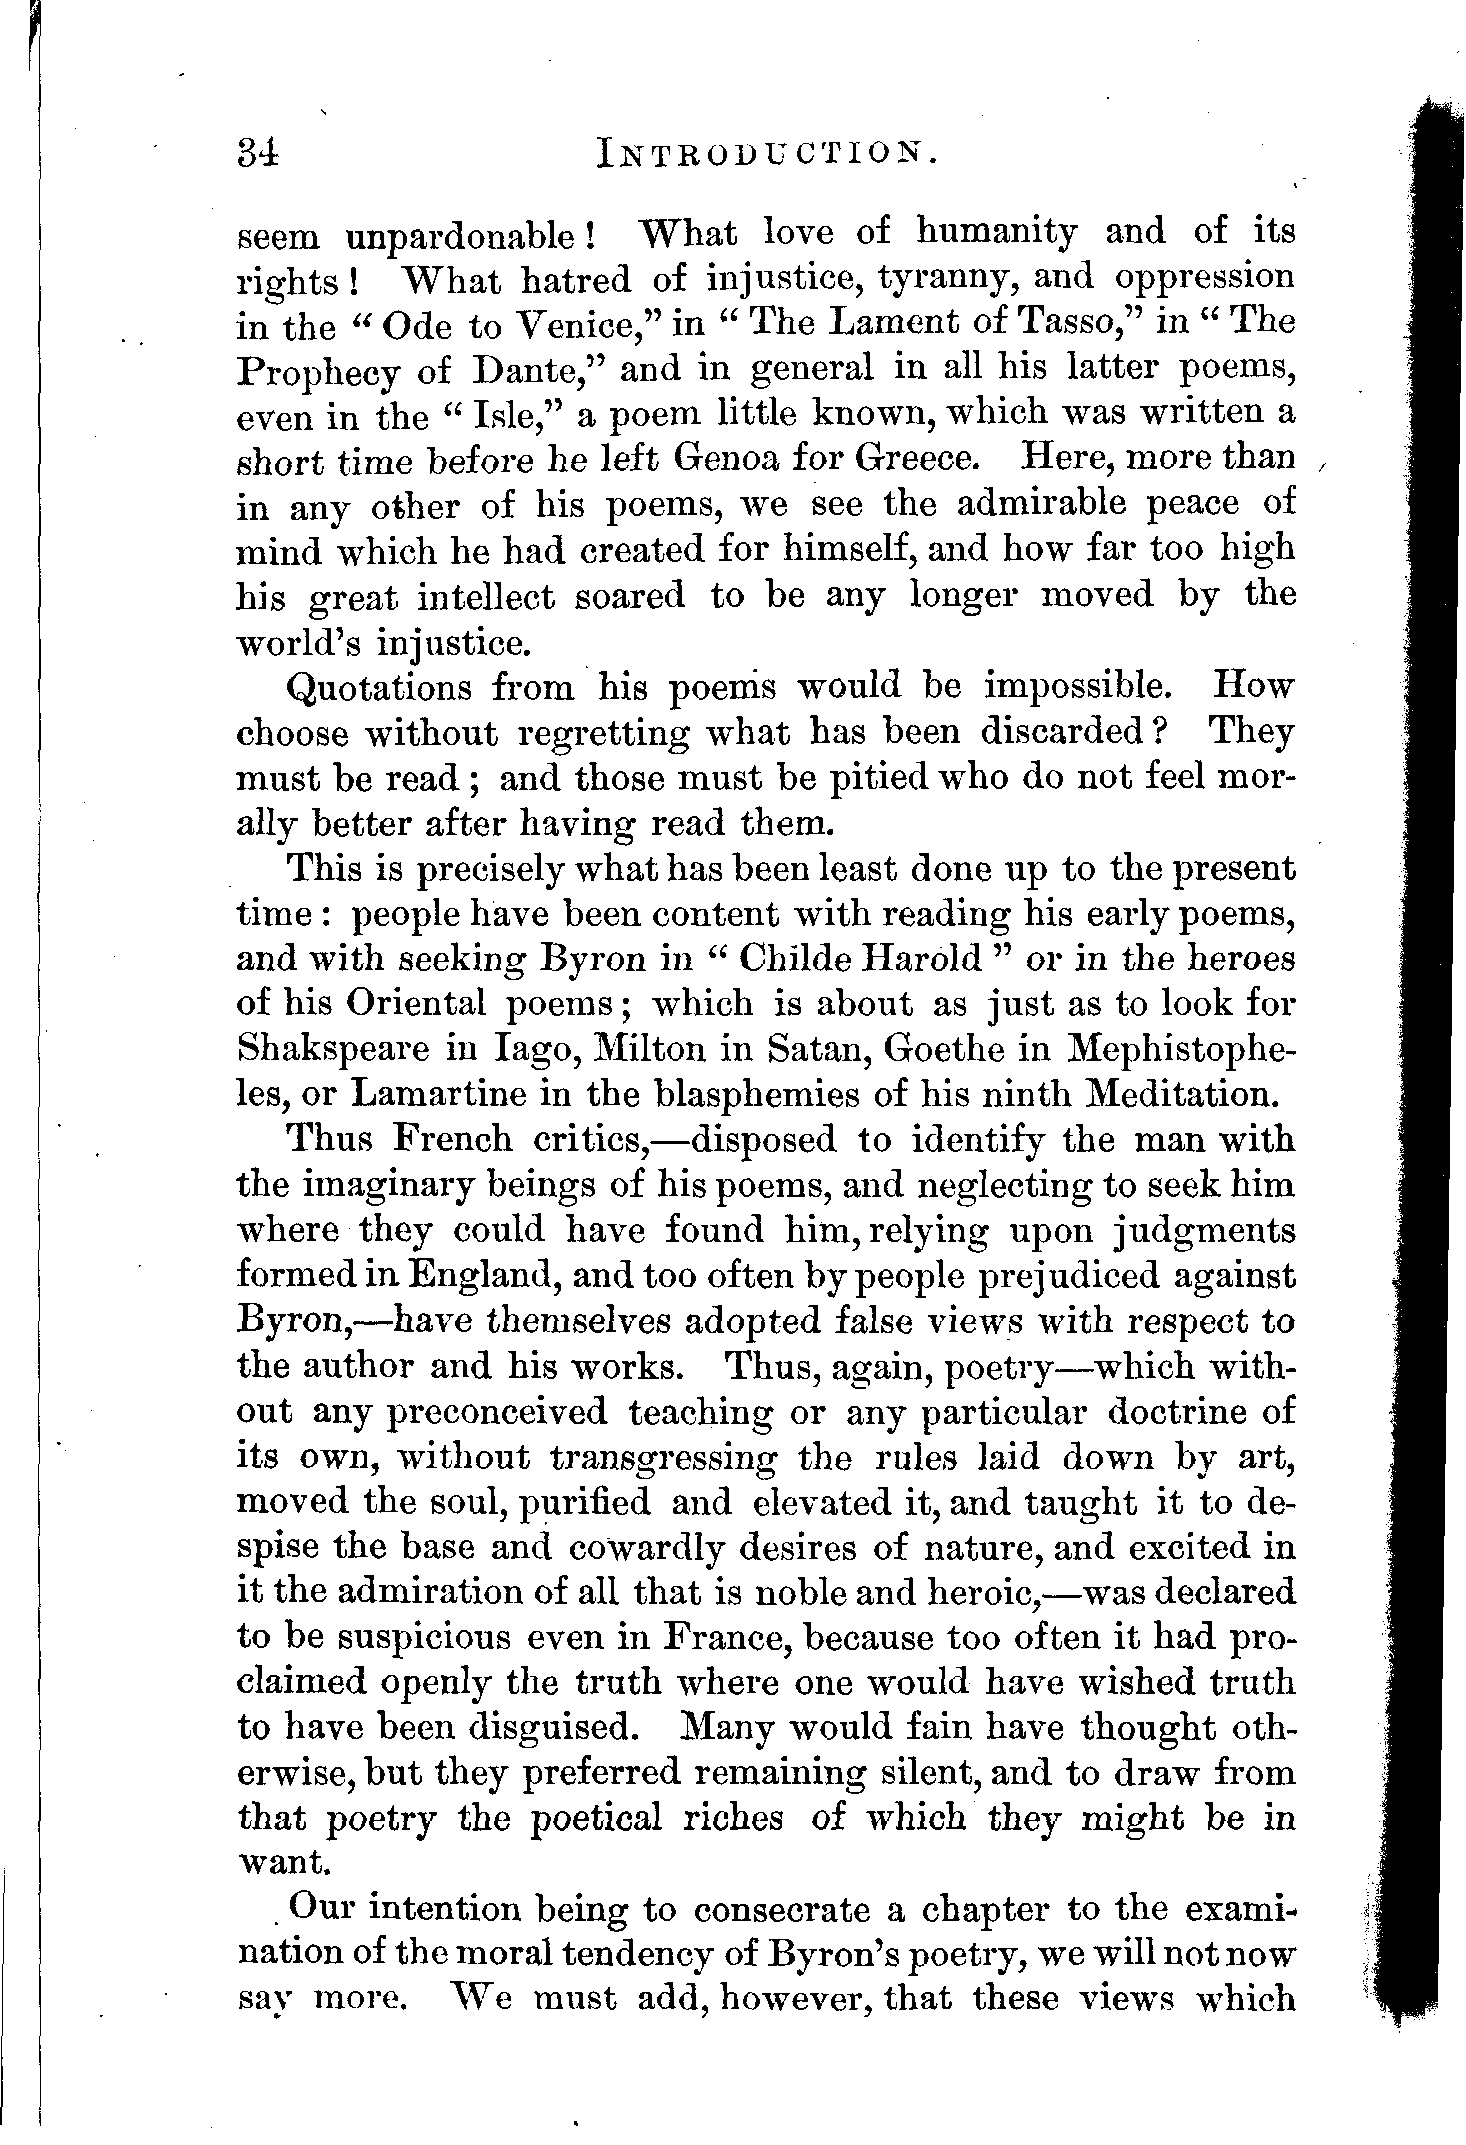 34 INTRODUCTION.
seem unpardonable! What love of humanity and of its
rights! What hatred of injustice, tyranny, and oppression
in the "Ode to Venice," in "The Lament of Tasso," in "The
Prophecy of Dante," and in general in all his latter poems,
even in the "Isle," a poem little known, which was written a
short time before he left Genoa for Greece. Here, more than
in any other of his poems, we see the admirable peace of
mind which he had created for himself, and how far too high
his great intellect soared to be any longer moved by the
world's injustice.
Quotations from his poems would be impossible. How
choose without regretting what has been discarded? They
must be read; and those must be pitied who do not feel mor-
ally better after having read them.
This is precisely what has been least done up to the present
time: people have been content with reading his early poems,
and with seeking Byron in "Childe Harold" or in the heroes
of his Oriental poems; which is about as just as to look for
Shakspeare in Iago, Milton in Satan, Goethe in Mephistophe-
les, or Lamartine in the blasphemies of his ninth Meditation.
Thus French critics,—disposed to identify the man with
the imaginary beings of his poems, and neglecting to seek him
where they could have found him, relying upon judgments
formed in England, and too often by people prejudiced against
Byron,—have themselves adopted false views with respect to
the author and his works. Thus, again, poetry—which with-
out any preconceived teaching or any particular doctrine of
its own, without transgressing the rules laid down by art,
moved the soul, purified and elevated it, and taught it to de-
spise the base and cowardly desires of nature, and excited in
it the admiration of all that is noble and heroic,—was declared
to be suspicious even in France, because too often it had pro-
claimed openly the truth where one would have wished truth
to have been disguised. Many would fain have thought oth-
erwise, but they preferred remaining silent, and to draw from
that poetry the poetical riches of which they might be in
want.
Our intention being to consecrate a chapter to the exami-
nation of the moral tendency of Byron's poetry, we will not now
say more. We must add, however, that these views which